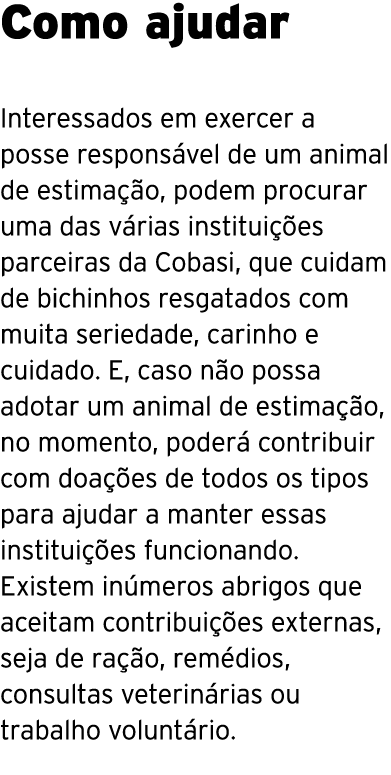 Como ajudar
Interessados em exercer a
posse responsável de um animal
de estimação, podem procurar
uma das várias instituições
parceiras da Cobasi, que cuidam
de bichinhos resgatados com
muita seriedade, carinho e
cuidado. E, caso não possa
adotar um animal de estimação,
no momento, poderá contribuir
com doações de todos os tipos
para ajudar a manter essas
instituições funcionando.
Existem inúmeros abrigos que
aceitam contribuições externas,
seja de ração, remédios,
consultas veterinárias ou
trabalho voluntário.